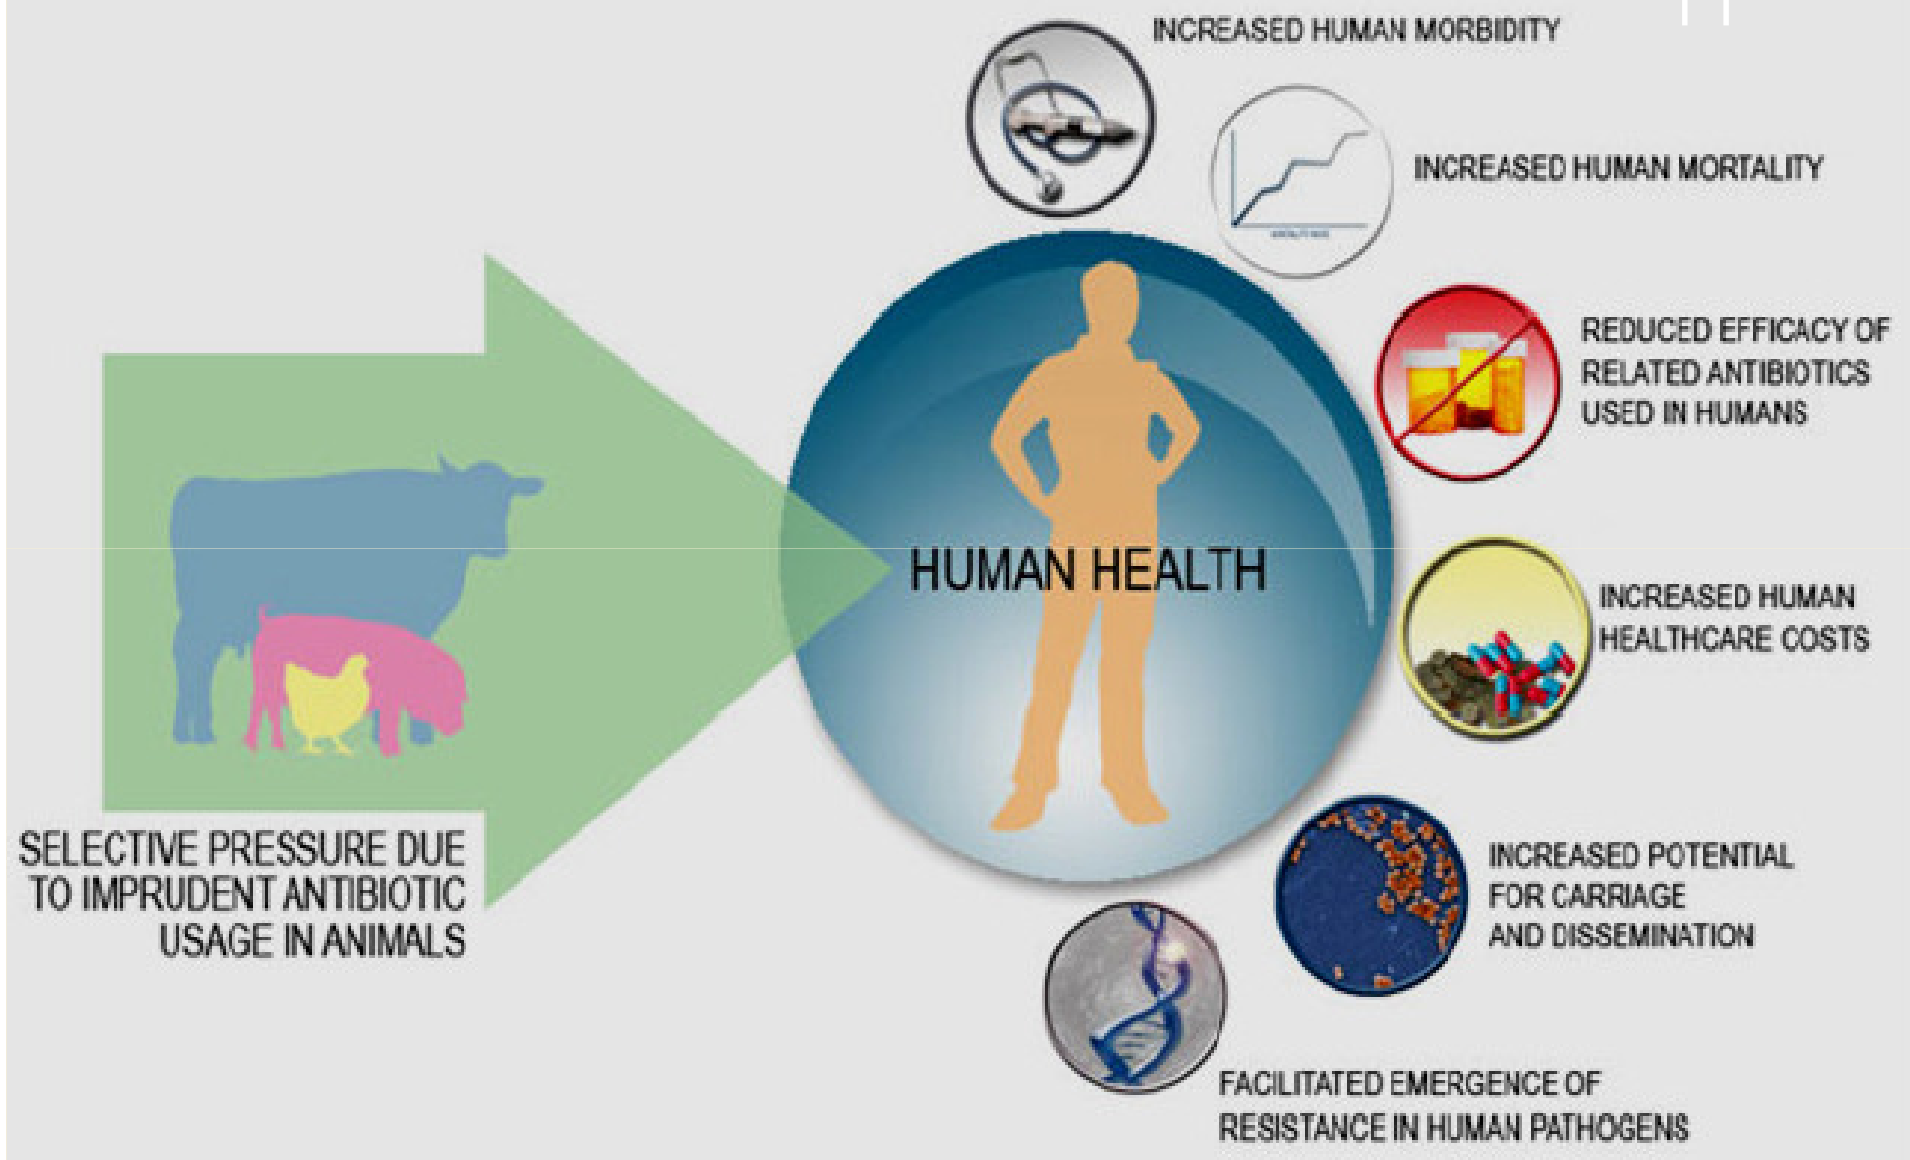 INCREASED HUMAN MORBIDITY
INCREASED HUMAN MORTALITY
REDUCED EFFICACY OF
RELATED ANTIBIOTICS
USED IN HUMANS
HUMAN HEALTH
INCREASED HUMAN
HEALTHCARE COSTS
SELECTIVE PRESSURE DUE
TO IMPRUDENT ANTIBIOTIC
USAGE IN ANIMALS
INCREASED POTENTIAL
FOR CARRIAGE
AND DISSEMINATION
FACILITATED EMERGENCE OF
RESISTANCE IN HUMAN PATHOGENS